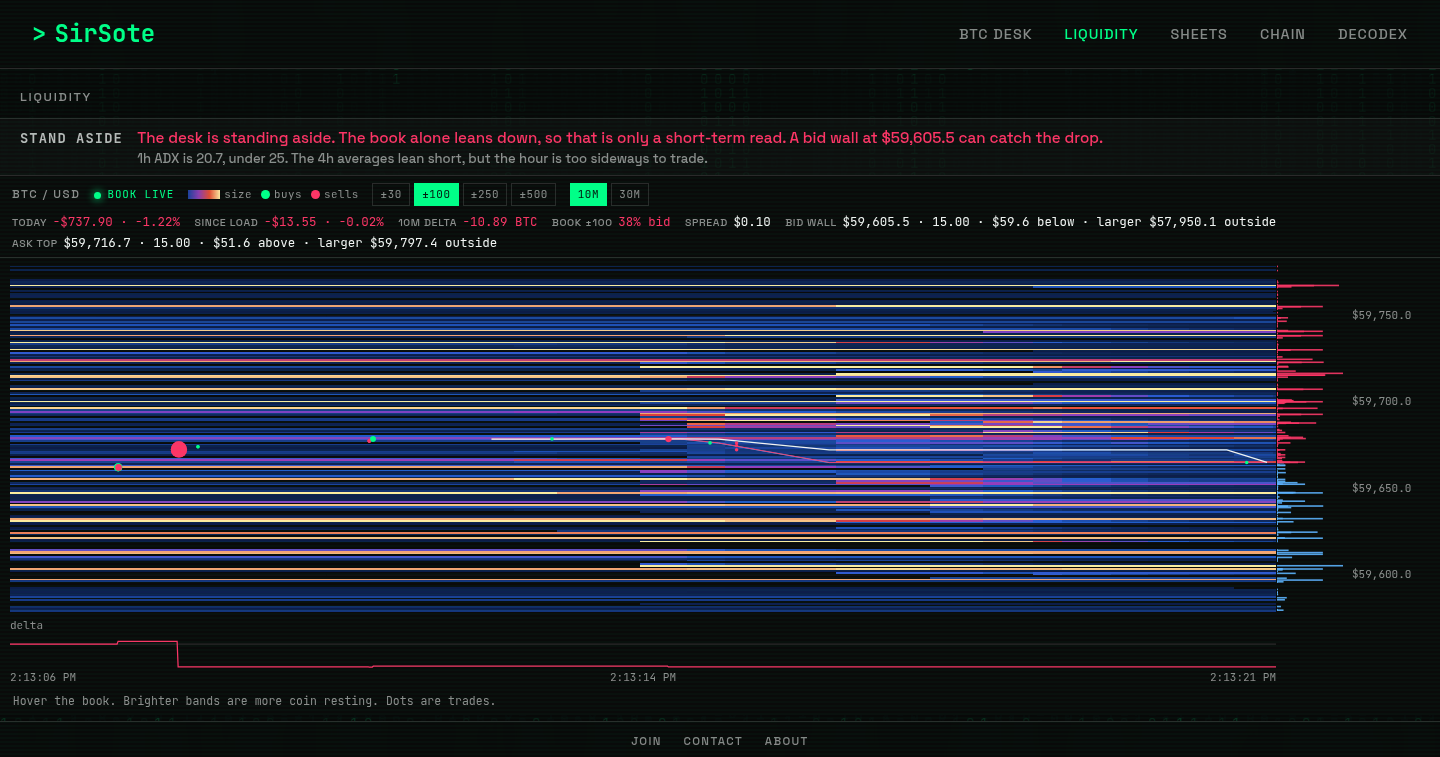 > SirSote
BTC DESK LIQUIDITY SHEETS CHAIN DECODEX
LIQUIDITY
STAND ASIDE The desk is standing aside. The book alone leans down, so that is only a short-term read. A bid wall at $59,605.5 can catch the drop.
1h ADX is 20.7, under 25. The 4h averages lean short, but the hour is too sideways to trade.
BTC / USD BOOK LIVE size buys sells ±30 ±100 ±250 ±500 10M 30M
TODAY -$737.90 · -1.22% SINCE LOAD -$13.55 · -0.02% 10M DELTA -10.89 BTC BOOK ±100 38% bid SPREAD $0.10 BID WALL $59,605.5 · 15.00 · $59.6 below · larger $57,950.1 outside
ASK TOP $59,716.7 · 15.00 · $51.6 above · larger $59,797.4 outside
$59,750.0
$59,700.0
$59,650.0
$59,600.0
delta
2:13:06 PM 2:13:14 PM 2:13:21 PM
Hover the book. Brighter bands are more coin resting. Dots are trades.
JOIN CONTACT ABOUT